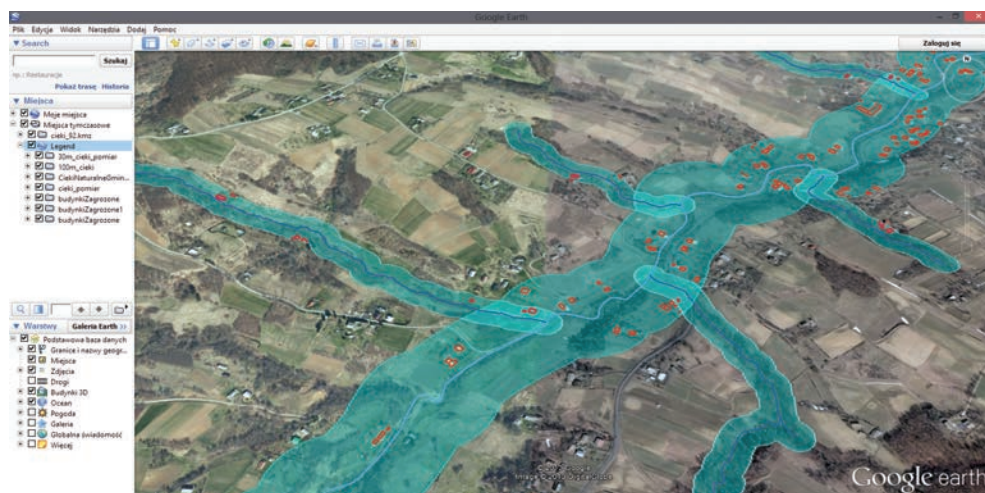 Google Earth
Plik Edycja Widok Narzędzia Dodaj Pomoc
Search
Szukaj
np.: Restauracje
Pokaż trasę Historia
Zaloguj się
N
Miejsca
Moje miejsca
Miejsca tymczasowe
cieki_92.kmz
Legend
30m_cieki_pomiar
100m_cieki
CiekiNaturalneGmin...
cieki_pomiar
budynkiZagrozone
budynkiZagrozone1
budynkiZagrozone
Warstwy Galeria Earth >>
Podstawowa baza danych
Granice i nazwy geogr...
Miejsca
Zdjęcia
Drogi
Budynki 3D
Ocean
Pogoda
Galeria
Globalna świadomość
Więcej
Google earth